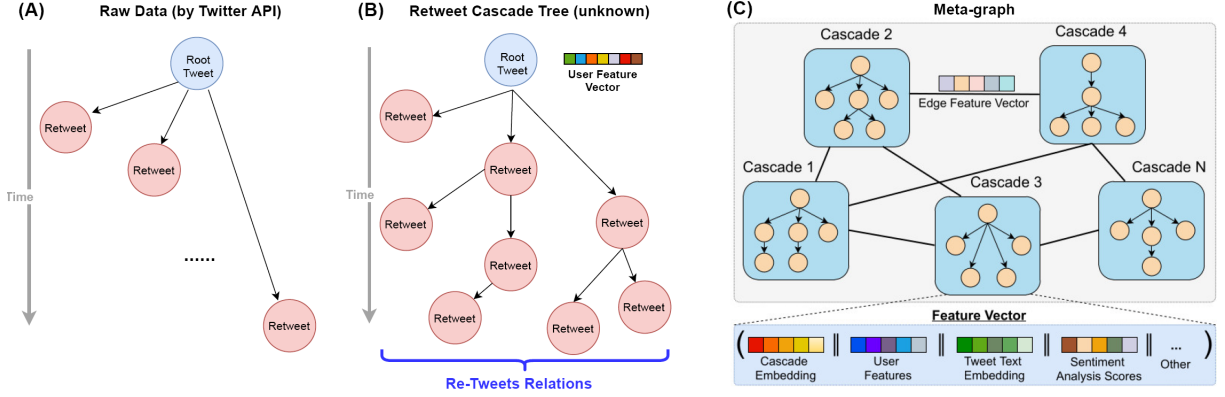 (A)
Raw Data (by Twitter API)
Time
Root
Tweet
Retweet
Retweet
......
Retweet
(B)
Retweet Cascade Tree (unknown)
Time
Root
Tweet
User Feature
Vector
Retweet
Retweet
Retweet
Retweet
Retweet
Retweet
Retweet
Retweet
Re-Tweets Relations
(C)
Meta-graph
Cascade 2
Cascade 4
Edge Feature Vector
Cascade 1
Cascade 3
Cascade N
Feature Vector
( Cascade
Embedding
||
User
Features
||
Tweet Text
Embedding
||
Sentiment
Analysis Scores
||
...
Other )